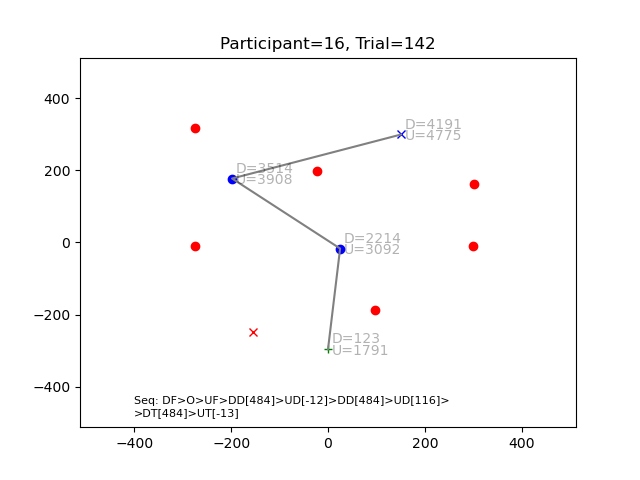 Participant=16, Trial=142
400
200
0
−200
−400
D=4191
U=4775
D=3514
U=3908
D=2214
U=3092
D=123
U=1791
Seq: DF>O>UF>DD[484]>UD[-12]>DD[484]>UD[116]>
>DT[484]>UT[-13]
−400 −200 0 200 400